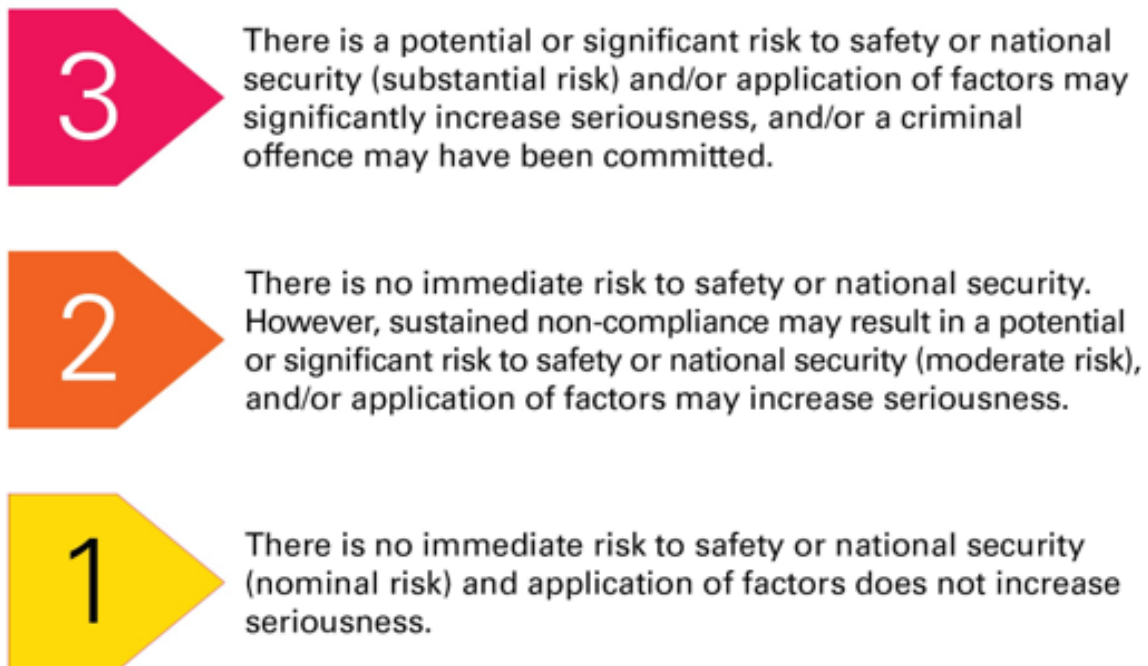 3
There is a potential or significant risk to safety or national
security (substantial risk) and/or application of factors may
significantly increase seriousness, and/or a criminal
offence may have been committed.
2
There is no immediate risk to safety or national security.
However, sustained non-compliance may result in a potential
or significant risk to safety or national security (moderate risk),
and/or application of factors may increase seriousness.
1
There is no immediate risk to safety or national security
(nominal risk) and application of factors does not increase
seriousness.